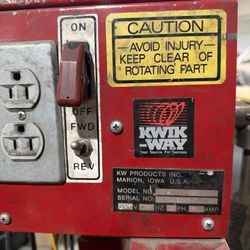 ON
OFF
FWD
REV
CAUTION
AVOID INJURY-
KEEP CLEAR OF
ROTATING PART
KWIK-
WAY
Your Source For Success
KW PRODUCTS INC.
MARION, IOWA U.S.A.
MODEL NO.
SERIAL NO.
HZ PH AMP